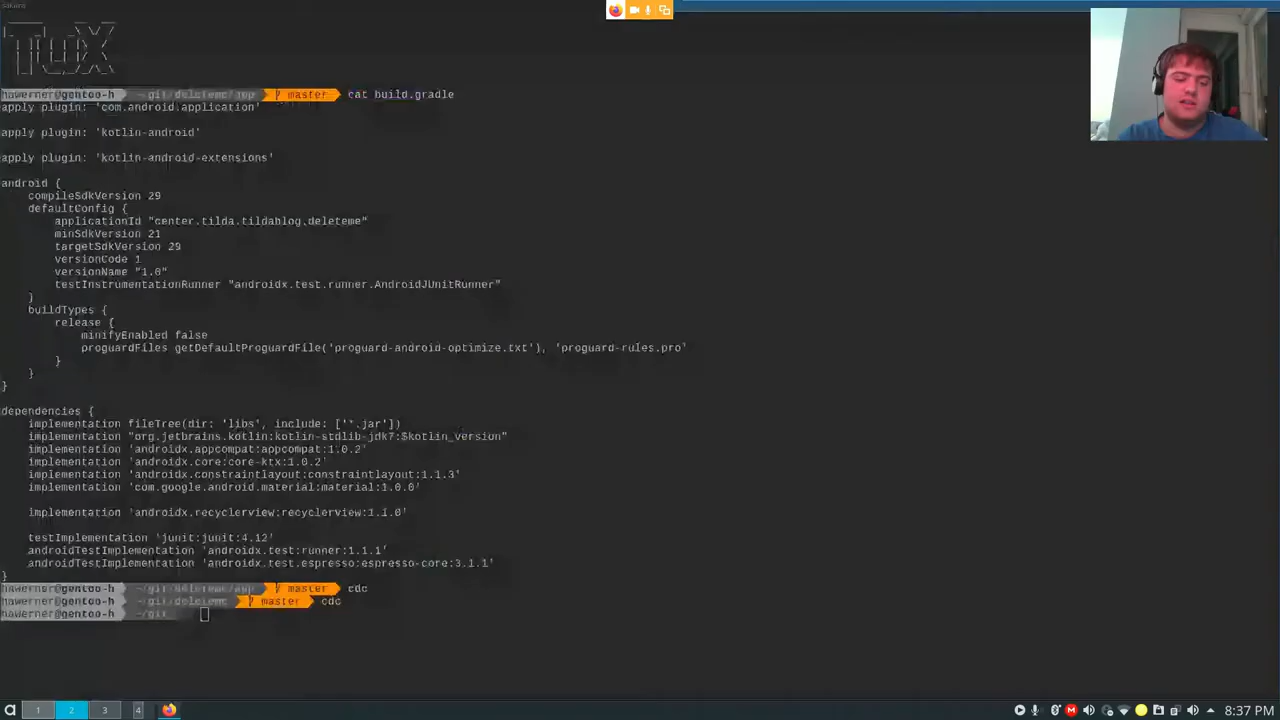 TUX
hawerner@gentoo-h ~/git/deleteme/app master cat build.gradle
apply plugin: 'com.android.application'
apply plugin: 'kotlin-android'
apply plugin: 'kotlin-android-extensions'
android {
compileSdkVersion 29
defaultConfig {
applicationId "center.tilda.tildablog.deleteme"
minSdkVersion 21
targetSdkVersion 29
versionCode 1
versionName "1.0"
testInstrumentationRunner "androidx.test.runner.AndroidJUnitRunner"
}
buildTypes {
release {
minifyEnabled false
proguardFiles getDefaultProguardFile('proguard-android-optimize.txt'), 'proguard-rules.pro'
}
}
}
dependencies {
implementation fileTree(dir: 'libs', include: ['*.jar'])
implementation "org.jetbrains.kotlin:kotlin-stdlib-jdk7:$kotlin_version"
implementation 'androidx.appcompat:appcompat:1.0.2'
implementation 'androidx.core:core-ktx:1.0.2'
implementation 'androidx.constraintlayout:constraintlayout:1.1.3'
implementation 'com.google.android.material:material:1.0.0'
implementation 'androidx.recyclerview:recyclerview:1.1.0'
testImplementation 'junit:junit:4.12'
androidTestImplementation 'androidx.test:runner:1.1.1'
androidTestImplementation 'androidx.test.espresso:espresso-core:3.1.1'
}
hawerner@gentoo-h ~/git/deleteme/app master cdc
hawerner@gentoo-h ~/git/deleteme master cdc
hawerner@gentoo-h ~/git
1 2 3 4 8:37 PM